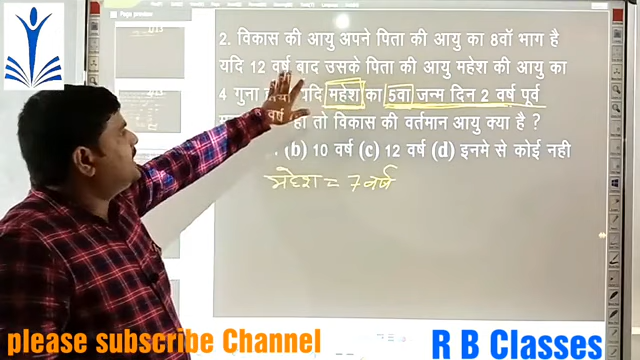 2. विकास की आयु अपने पिता की आयु का 8वॉ भाग है
यदि 12 वर्ष बाद उसके पिता की आयु महेश की आयु का
4 गुना यदि महेश का 5वा जन्म दिन 2 वर्ष पूर्व
वर्ष हो तो विकास की वर्तमान आयु क्या है ?
(b) 10 वर्ष (c) 12 वर्ष (d) इनमे से कोई नही
महेश = 7 वर्ष
please subscribe Channel
R B Classes